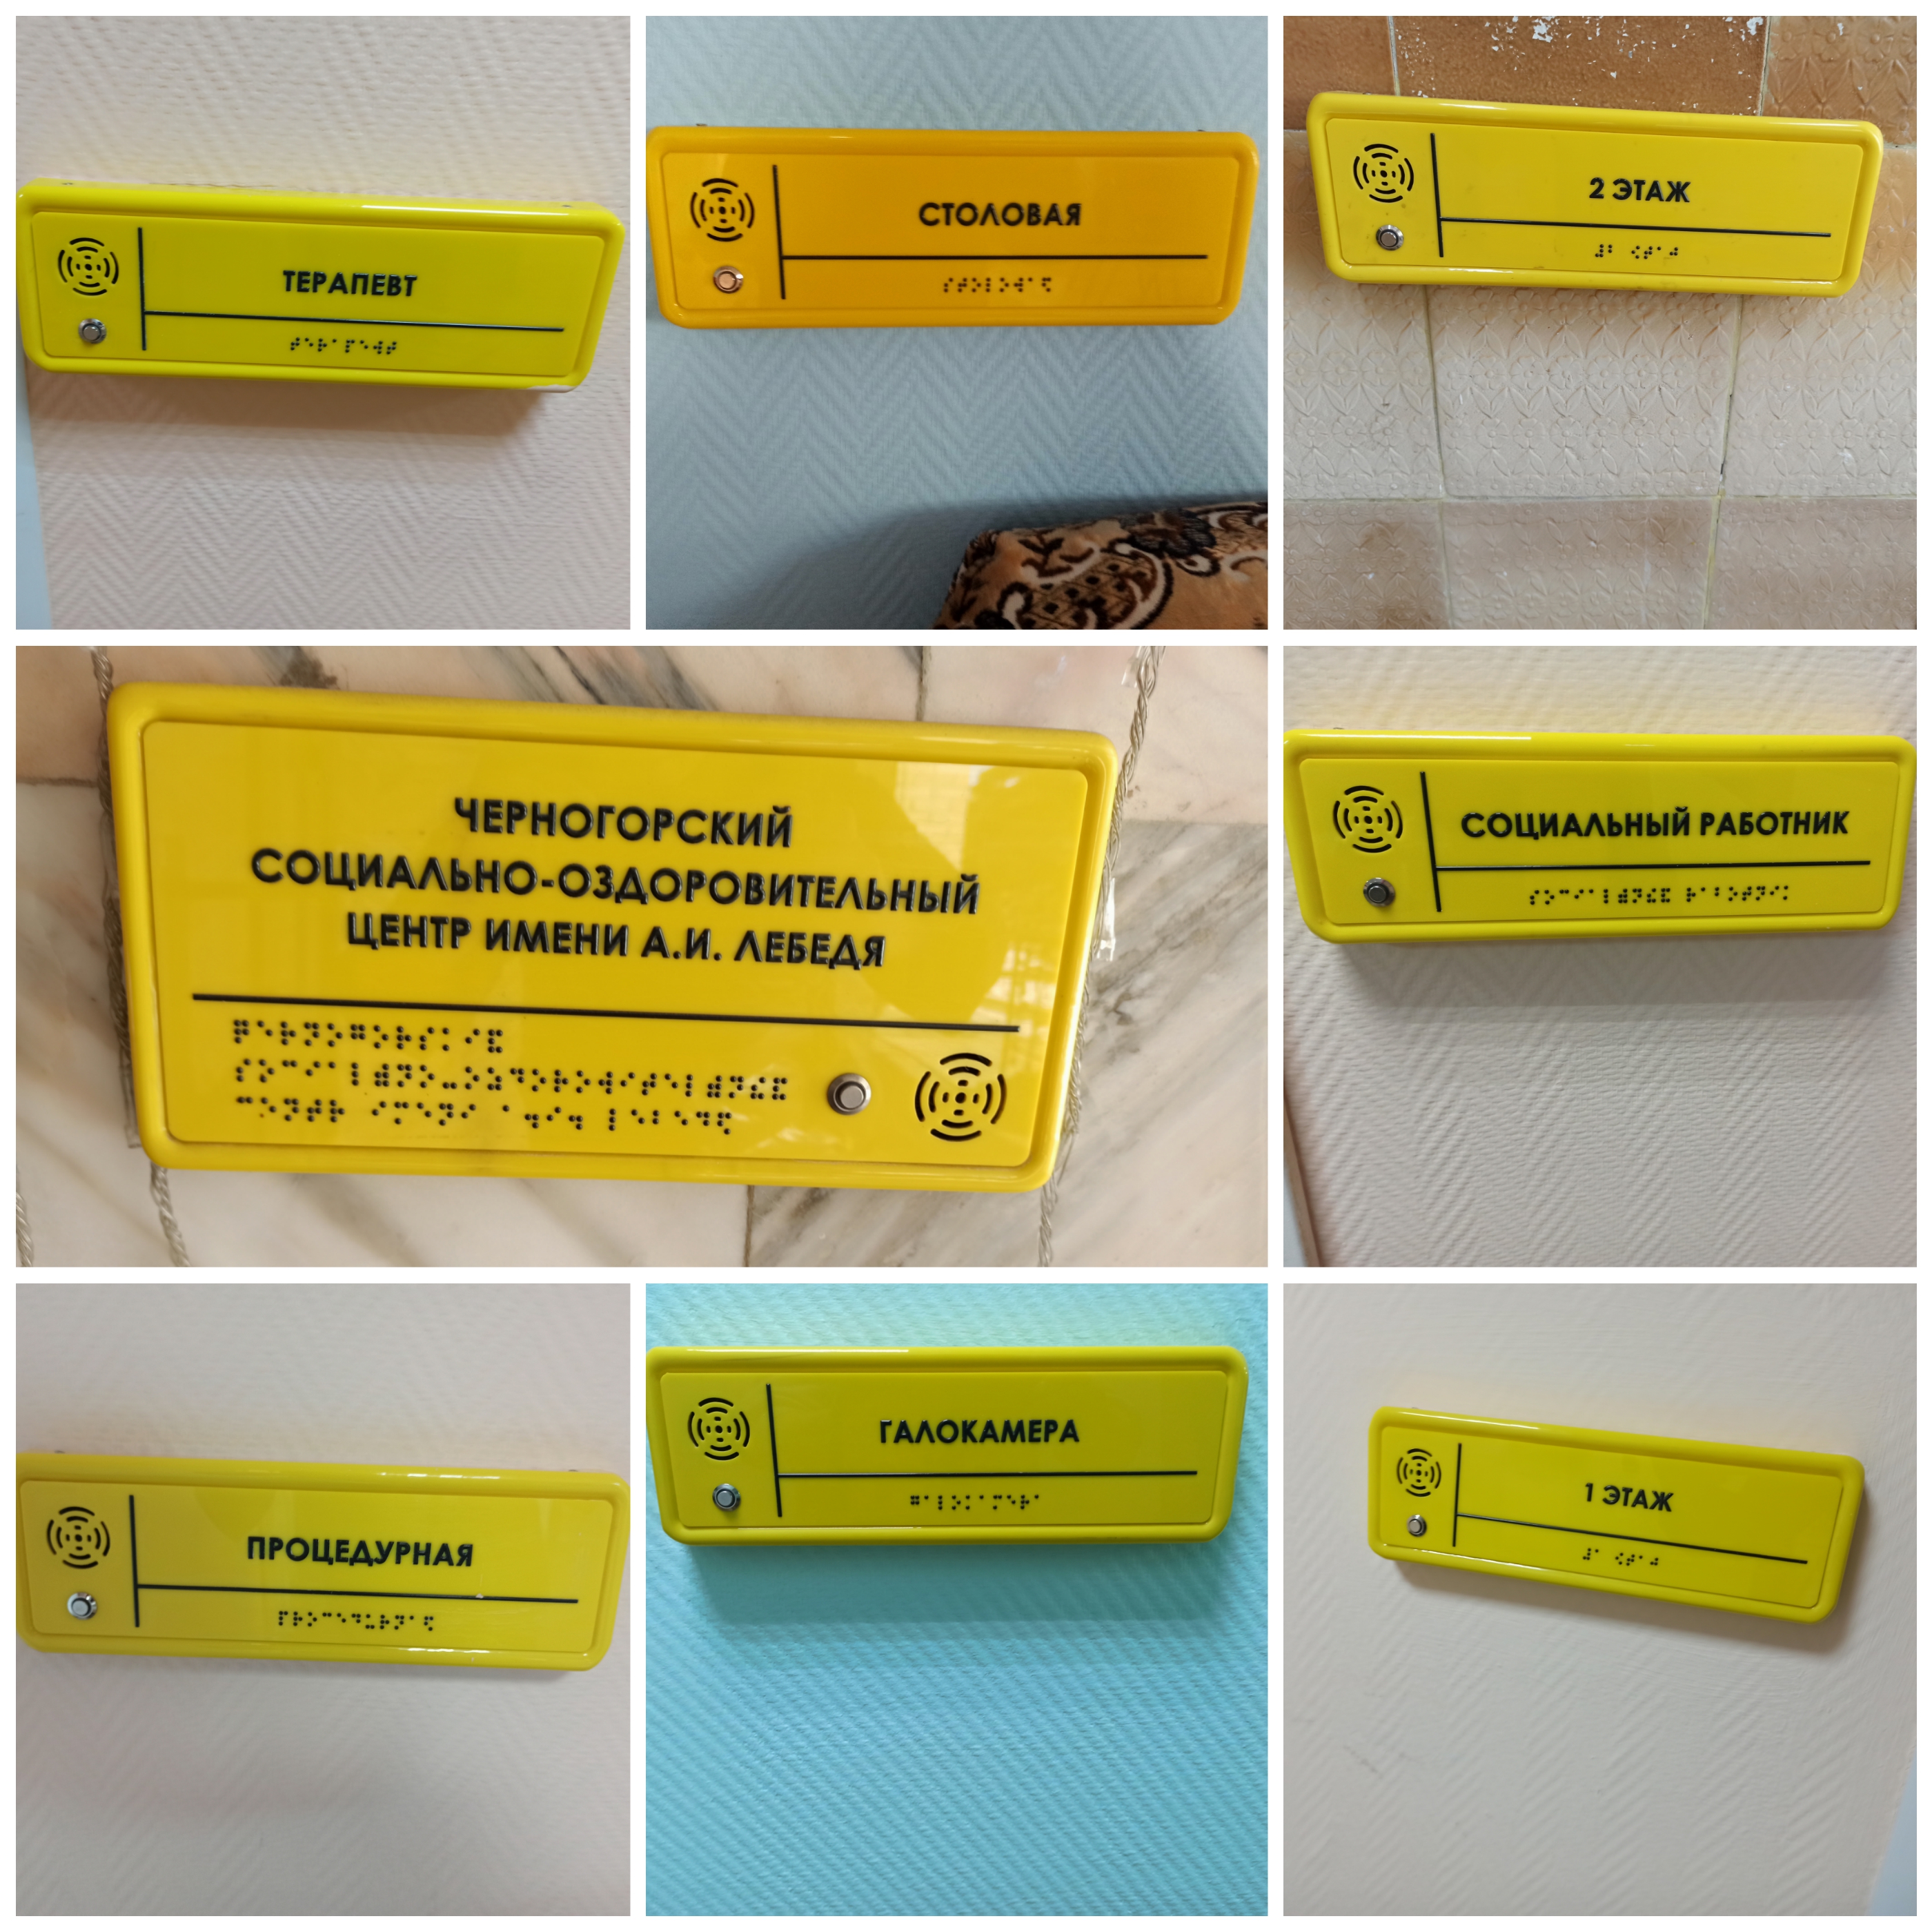 ТЕРАПЕВТ
⠞⠑⠗⠁⠏⠑⠺⠞
СТОЛОВАЯ
⠎⠞⠕⠇⠕⠺⠁⠫
2 ЭТАЖ
⠼⠃ ⠪⠞⠁⠚
ЧЕРНОГОРСКИЙ
СОЦИАЛЬНО-ОЗДОРОВИТЕЛЬНЫЙ
ЦЕНТР ИМЕНИ А.И. ЛЕБЕДЯ
⠟⠑⠗⠝⠕⠛⠕⠗⠎⠅⠊⠯
⠎⠕⠉⠊⠁⠇⠾⠝⠕⠤⠕⠵⠙⠕⠗⠕⠺⠊⠞⠑⠇⠾⠝⠮⠯
⠉⠑⠝⠞⠗ ⠊⠍⠑⠝⠊ ⠁⠲⠊⠲ ⠇⠑⠃⠑⠙⠫
СОЦИАЛЬНЫЙ РАБОТНИК
⠎⠕⠉⠊⠁⠇⠾⠝⠮⠯ ⠗⠁⠃⠕⠞⠝⠊⠅
ПРОЦЕДУРНАЯ
⠏⠗⠕⠉⠑⠙⠥⠗⠝⠁⠫
ГАЛОКАМЕРА
⠛⠁⠇⠕⠅⠁⠍⠑⠗⠁
1 ЭТАЖ
⠼⠁ ⠪⠞⠁⠚